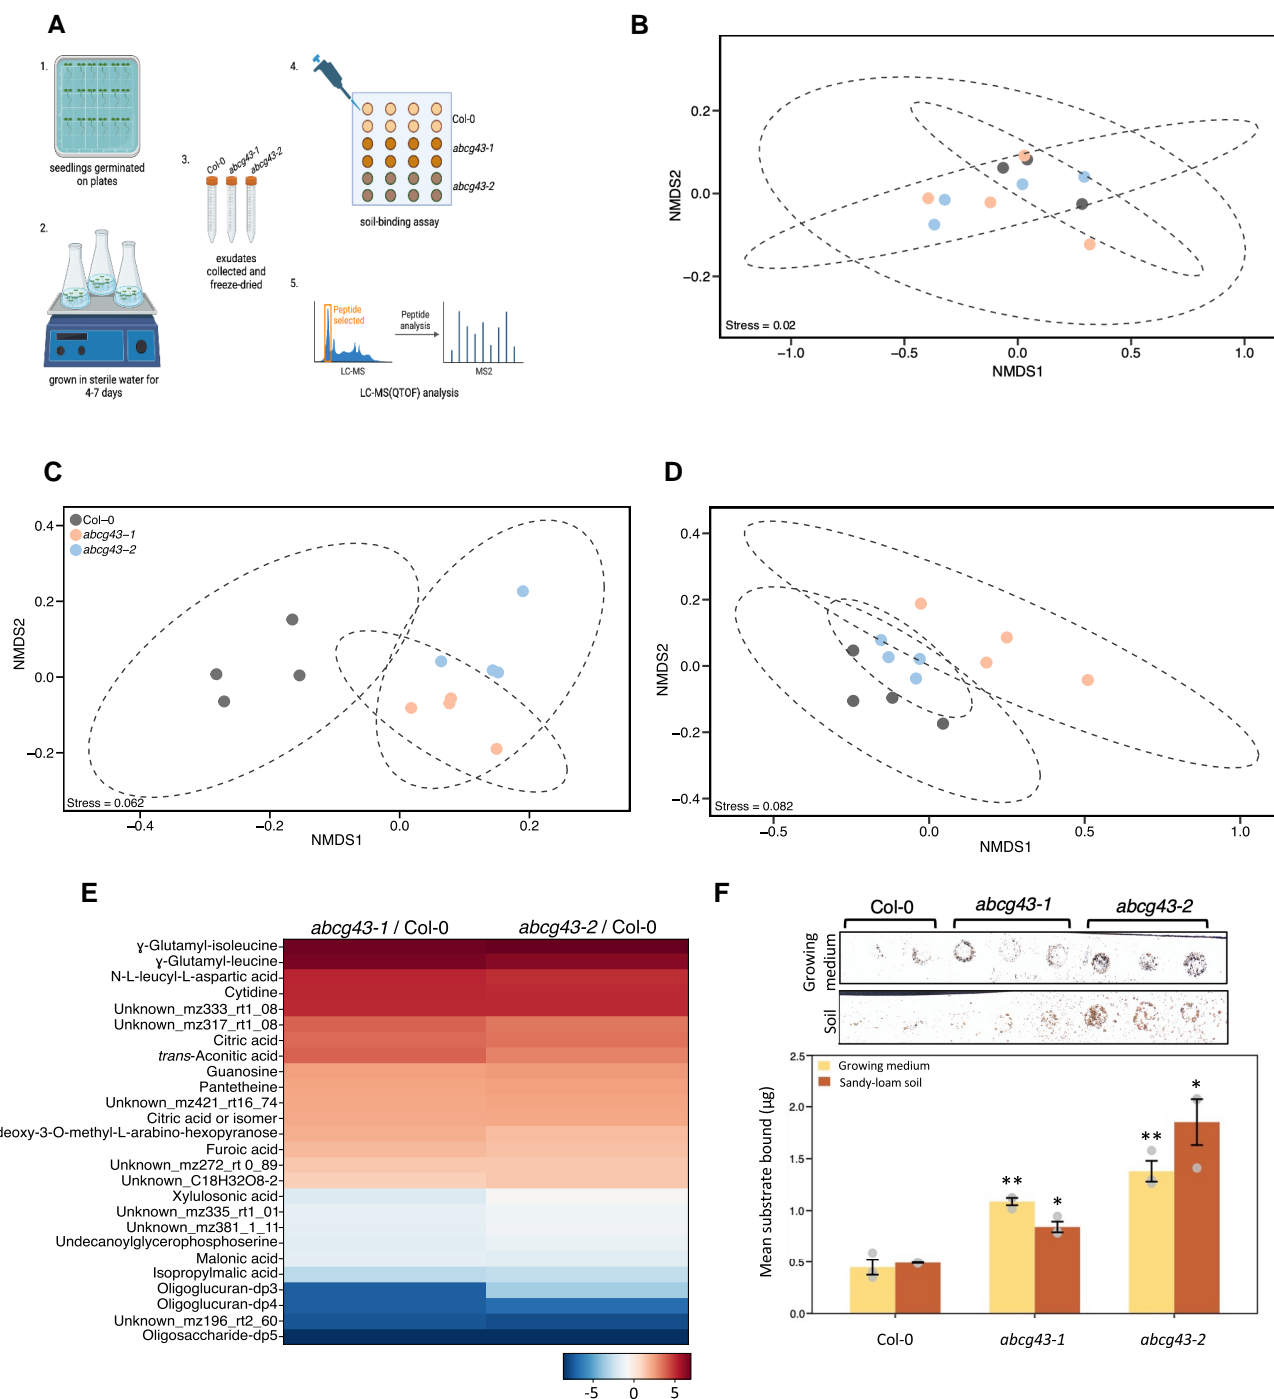 A
1.
seedlings germinated
on plates
2.
grown in sterile water for
4-7 days
3.
Col-0
abcg43-1
abcg43-2
exudates
collected and
freeze-dried
4.
Col-0
abcg43-1
abcg43-2
soil-binding assay
5.
Peptide
selected
Peptide
analysis
LC-MS
MS2
LC-MS(QTOF) analysis
B
NMDS2
0.2
0.0
−0.2
Stress = 0.02
−1.0
−0.5
0.0
0.5
1.0
NMDS1
C
Col−0
abcg43−1
abcg43−2
NMDS2
0.4
0.2
0.0
−0.2
Stress = 0.062
−0.4
−0.2
0.0
0.2
NMDS1
D
NMDS2
0.4
0.2
0.0
−0.2
−0.4
Stress = 0.082
−0.5
0.0
0.5
1.0
NMDS1
E
abcg43-1 / Col-0
abcg43-2 / Col-0
ɣ-Glutamyl-isoleucine
ɣ-Glutamyl-leucine
N-L-leucyl-L-aspartic acid
Cytidine
Unknown_mz333_rt1_08
Unknown_mz317_rt1_08
Citric acid
trans-Aconitic acid
Guanosine
Pantetheine
Unknown_mz421_rt16_74
Citric acid or isomer
deoxy-3-O-methyl-L-arabino-hexopyranose
Furoic acid
Unknown_mz272_rt 0_89
Unknown_C18H32O8-2
Xylulosonic acid
Unknown_mz335_rt1_01
Unknown_mz381_1_11
Undecanoylglycerophosphoserine
Malonic acid
Isopropylmalic acid
Oligoglucuran-dp3
Oligoglucuran-dp4
Unknown_mz196_rt2_60
Oligosaccharide-dp5
-5
0
5
F
Col-0
abcg43-1
abcg43-2
Growing
medium
Soil
Growing medium
Sandy-loam soil
Mean substrate bound (µg)
2.5
2.0
1.5
1.0
0.5
0.0
**
*
**
*
Col-0
abcg43-1
abcg43-2